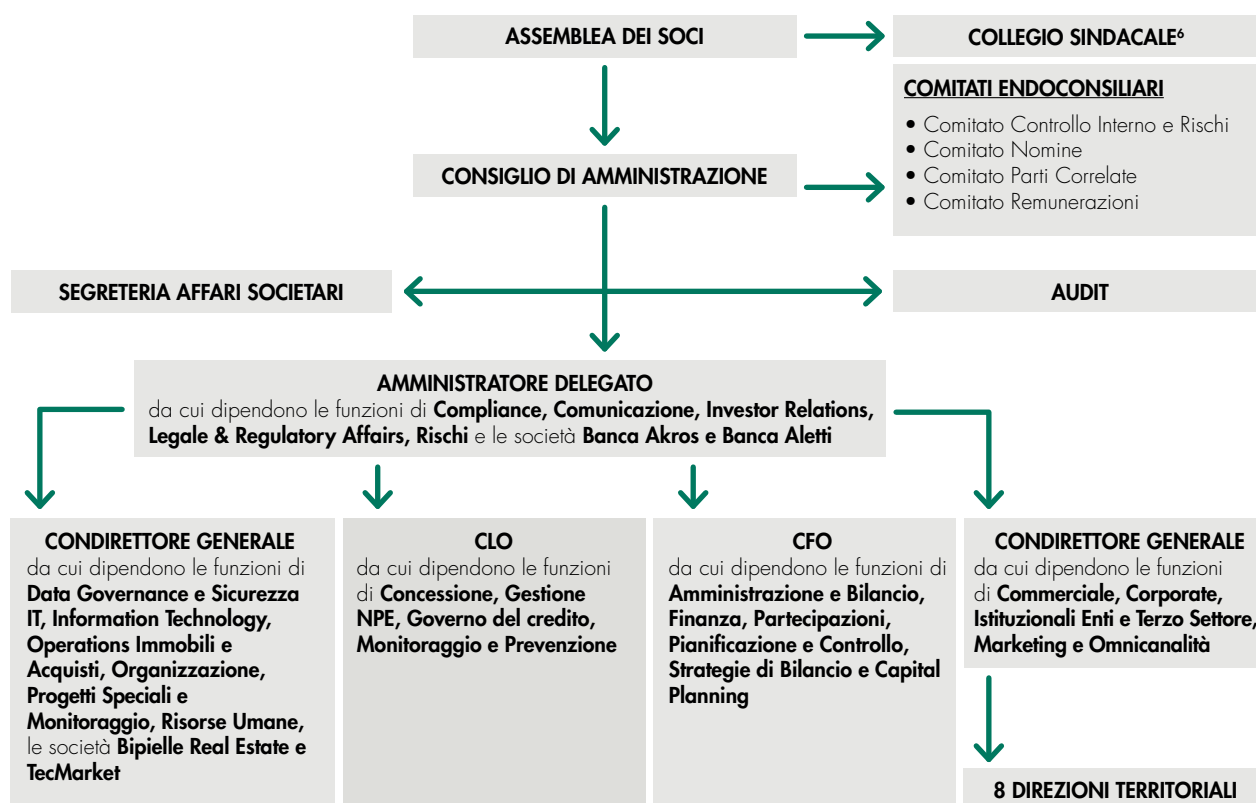 ASSEMBLEA DEI SOCI
COLLEGIO SINDACALE⁶
COMITATI ENDOCONSILIARI
• Comitato Controllo Interno e Rischi
• Comitato Nomine
• Comitato Parti Correlate
• Comitato Remunerazioni
CONSIGLIO DI AMMINISTRAZIONE
SEGRETERIA AFFARI SOCIETARI
AUDIT
AMMINISTRATORE DELEGATO
da cui dipendono le funzioni di Compliance, Comunicazione, Investor Relations,
Legale & Regulatory Affairs, Rischi e le società Banca Akros e Banca Aletti
CONDIRETTORE GENERALE
da cui dipendono le funzioni di
Data Governance e Sicurezza
IT, Information Technology,
Operations Immobili e
Acquisti, Organizzazione,
Progetti Speciali e
Monitoraggio, Risorse Umane,
le società Bipielle Real Estate e
TecMarket
CLO
da cui dipendono le funzioni
di Concessione, Gestione
NPE, Governo del credito,
Monitoraggio e Prevenzione
CFO
da cui dipendono le funzioni di
Amministrazione e Bilancio,
Finanza, Partecipazioni,
Pianificazione e Controllo,
Strategie di Bilancio e Capital
Planning
CONDIRETTORE GENERALE
da cui dipendono le funzioni
di Commerciale, Corporate,
Istituzionali Enti e Terzo Settore,
Marketing e Omnicanalità
8 DIREZIONI TERRITORIALI